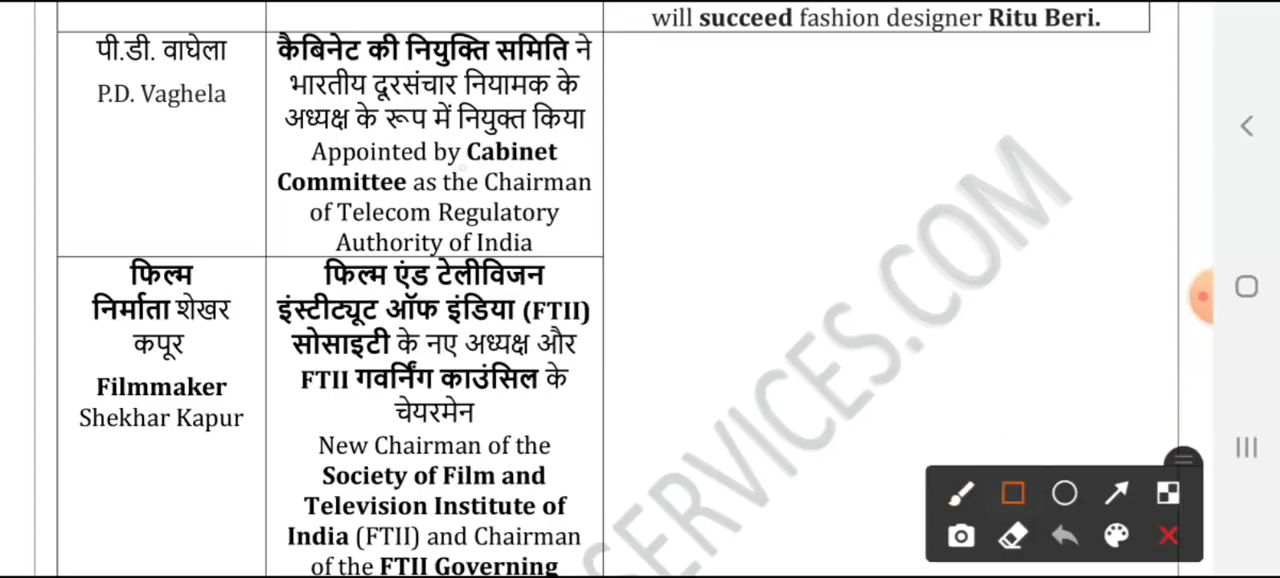 will succeed fashion designer Ritu Beri.
पी.डी. वाघेला
P.D. Vaghela
कैबिनेट की नियुक्ति समिति ने
भारतीय दूरसंचार नियामक के
अध्यक्ष के रूप में नियुक्त किया
Appointed by Cabinet
Committee as the Chairman
of Telecom Regulatory
Authority of India
फिल्म
निर्माता शेखर
कपूर
Filmmaker
Shekhar Kapur
फिल्म एंड टेलीविजन
इंस्टीट्यूट ऑफ इंडिया (FTII)
सोसाइटी के नए अध्यक्ष और
FTII गवर्निंग काउंसिल के
चेयरमेन
New Chairman of the
Society of Film and
Television Institute of
India (FTII) and Chairman
of the FTII Governing
SERVICES.COM